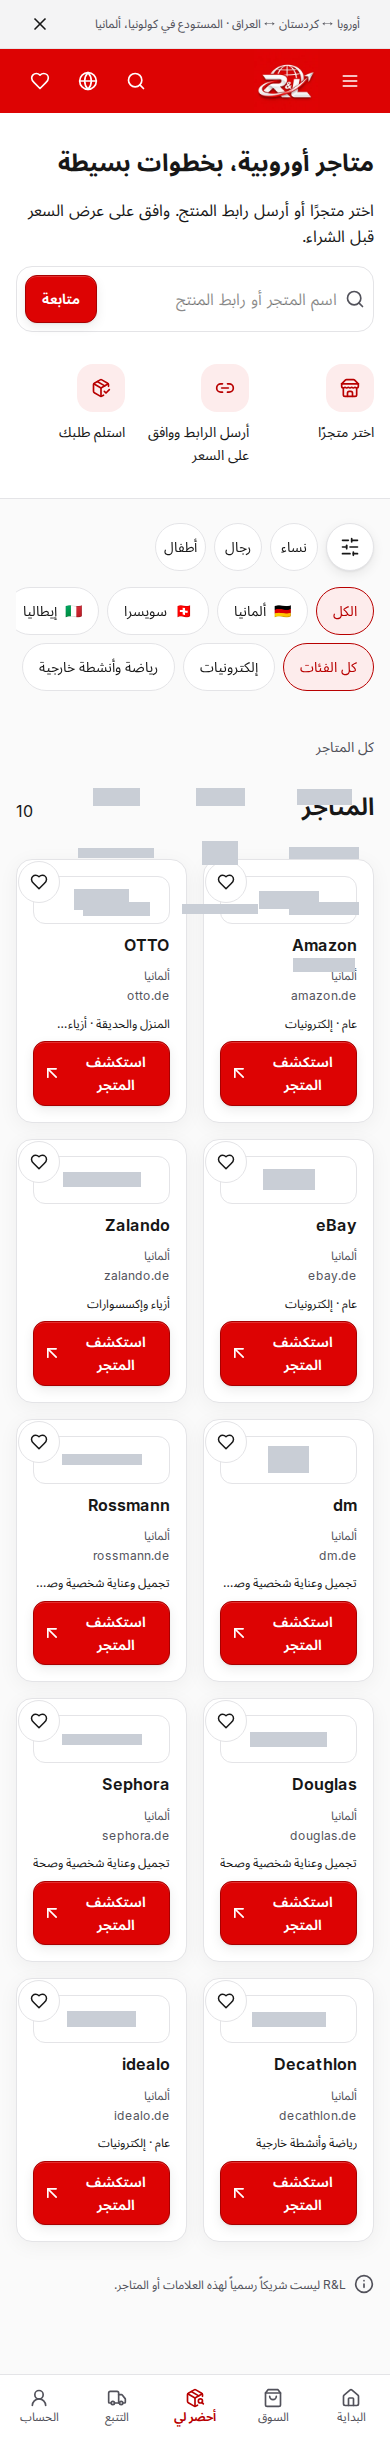 أوروبا ↔ كردستان ↔ العراق · المستودع في كولونيا، ألمانيا
R&L
متاجر أوروبية، بخطوات بسيطة
اختر متجرًا أو أرسل رابط المنتج. وافق على عرض السعر
قبل الشراء.
اسم المتجر أو رابط المنتج
متابعة
اختر متجرًا
أرسل الرابط ووافق
على السعر
استلم طلبك
نساء
رجال
أطفال
الكل
🇩🇪 ألمانيا
🇨🇭 سويسرا
🇮🇹 إيطاليا
كل الفئات
إلكترونيات
رياضة وأنشطة خارجية
كل المتاجر
المتاجر
10
Amazon
ألمانيا
amazon.de
عام · إلكترونيات
استكشف
المتجر
OTTO
ألمانيا
otto.de
المنزل والحديقة · أزياء...
استكشف
المتجر
eBay
ألمانيا
ebay.de
عام · إلكترونيات
استكشف
المتجر
Zalando
ألمانيا
zalando.de
أزياء وإكسسوارات
استكشف
المتجر
dm
ألمانيا
dm.de
تجميل وعناية شخصية وص...
استكشف
المتجر
Rossmann
ألمانيا
rossmann.de
تجميل وعناية شخصية وص...
استكشف
المتجر
Douglas
ألمانيا
douglas.de
تجميل وعناية شخصية وصحة
استكشف
المتجر
Sephora
ألمانيا
sephora.de
تجميل وعناية شخصية وصحة
استكشف
المتجر
Decathlon
ألمانيا
decathlon.de
رياضة وأنشطة خارجية
استكشف
المتجر
idealo
ألمانيا
idealo.de
عام · إلكترونيات
استكشف
المتجر
R&L ليست شريكاً رسمياً لهذه العلامات أو المتاجر.
البداية
السوق
أحضر لي
التتبع
الحساب